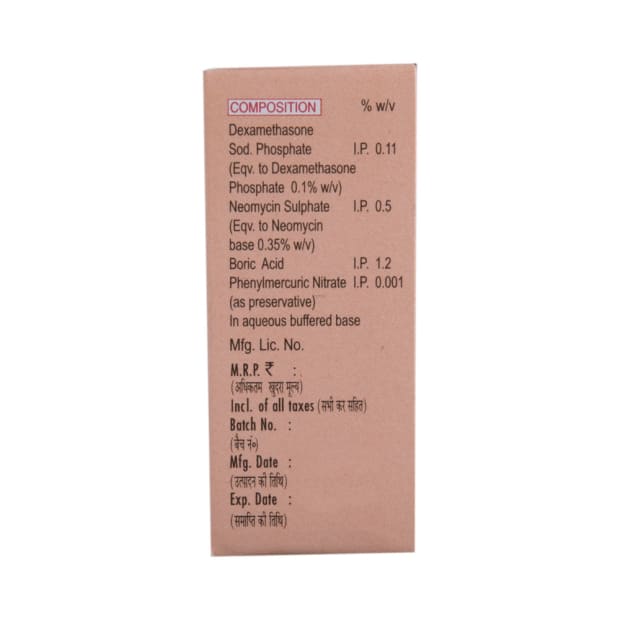 COMPOSITION % w/v
Dexamethasone
Sod. Phosphate I.P. 0.11
(Eqv. to Dexamethasone
Phosphate 0.1% w/v)
Neomycin Sulphate I.P. 0.5
(Eqv. to Neomycin
base 0.35% w/v)
Boric Acid I.P. 1.2
Phenylmercuric Nitrate I.P. 0.001
(as preservative)
In aqueous buffered base
Mfg. Lic. No.
M.R.P. ₹ :
(अधिकतम खुदरा मूल्य)
Incl. of all taxes (सभी कर सहित)
Batch No. :
(बैच नं०)
Mfg. Date :
(उत्पादन की तिथि)
Exp. Date :
(समाप्ति की तिथि)